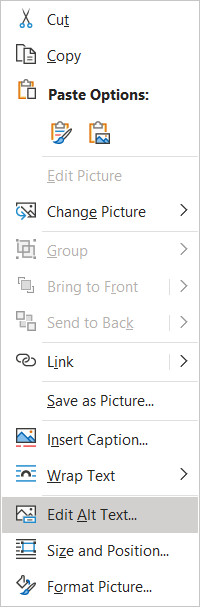 Cut
Copy
Paste Options:
Edit Picture
Change Picture
Group
Bring to Front
Send to Back
Link
Save as Picture...
Insert Caption...
Wrap Text
Edit Alt Text...
Size and Position...
Format Picture...